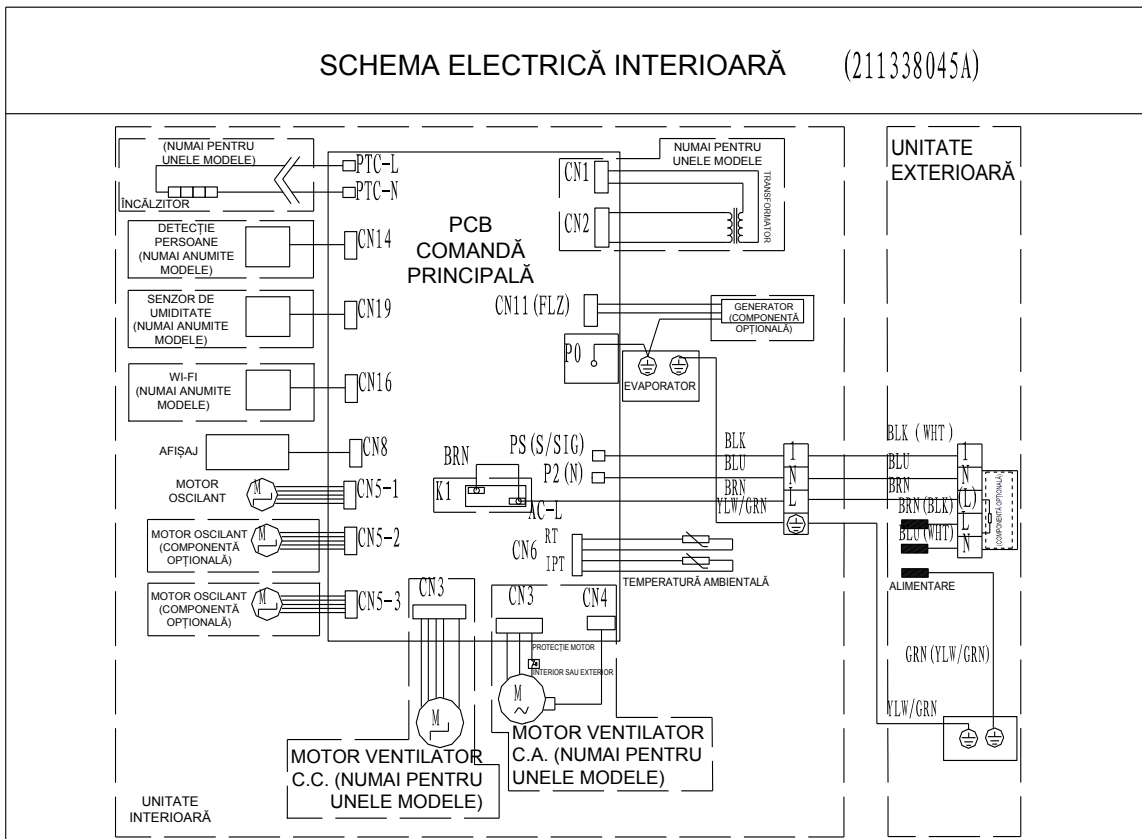 SCHEMA ELECTRICĂ INTERIOARĂ (211338045A)
(NUMAI PENTRU
UNELE MODELE)
PTC-L
PTC-N
ÎNCĂLZITOR
DETECȚIE
PERSOANE
(NUMAI ANUMITE
MODELE)
CN14
SENZOR DE
UMIDITATE
(NUMAI ANUMITE
MODELE)
CN19
WI-FI
(NUMAI ANUMITE
MODELE)
CN16
AFIȘAJ
CN8
MOTOR
OSCILANT
M
CN5-1
MOTOR OSCILANT
(COMPONENTĂ
OPȚIONALĂ)
M
CN5-2
MOTOR OSCILANT
(COMPONENTĂ
OPȚIONALĂ)
M
CN5-3
PCB
COMANDĂ
PRINCIPALĂ
NUMAI PENTRU
UNELE MODELE
CN1
CN2
TRANSFORMATOR
CN11(FLZ)
GENERATOR
(COMPONENTĂ
OPȚIONALĂ)
P0
EVAPORATOR
PS(S/SIG)
P2(N)
BRN
K1
AC-L
BLK
BLU
BRN
YLW/GRN
1
N
L
CN6
RT
IPT
TEMPERATURĂ AMBIENTALĂ
CN3
M
MOTOR VENTILATOR
C.C. (NUMAI PENTRU
UNELE MODELE)
CN3
CN4
PROTECȚIE MOTOR
INTERIOR SAU EXTERIOR
M
MOTOR VENTILATOR
C.A. (NUMAI PENTRU
UNELE MODELE)
UNITATE
INTERIOARĂ
UNITATE
EXTERIOARĂ
BLK (WHT)
BLU
BRN
BRN(BLK)
BLU(WHT)
1
N
(L)
L
N
(COMPONENTĂ OPȚIONALĂ)
ALIMENTARE
GRN(YLW/GRN)
YLW/GRN